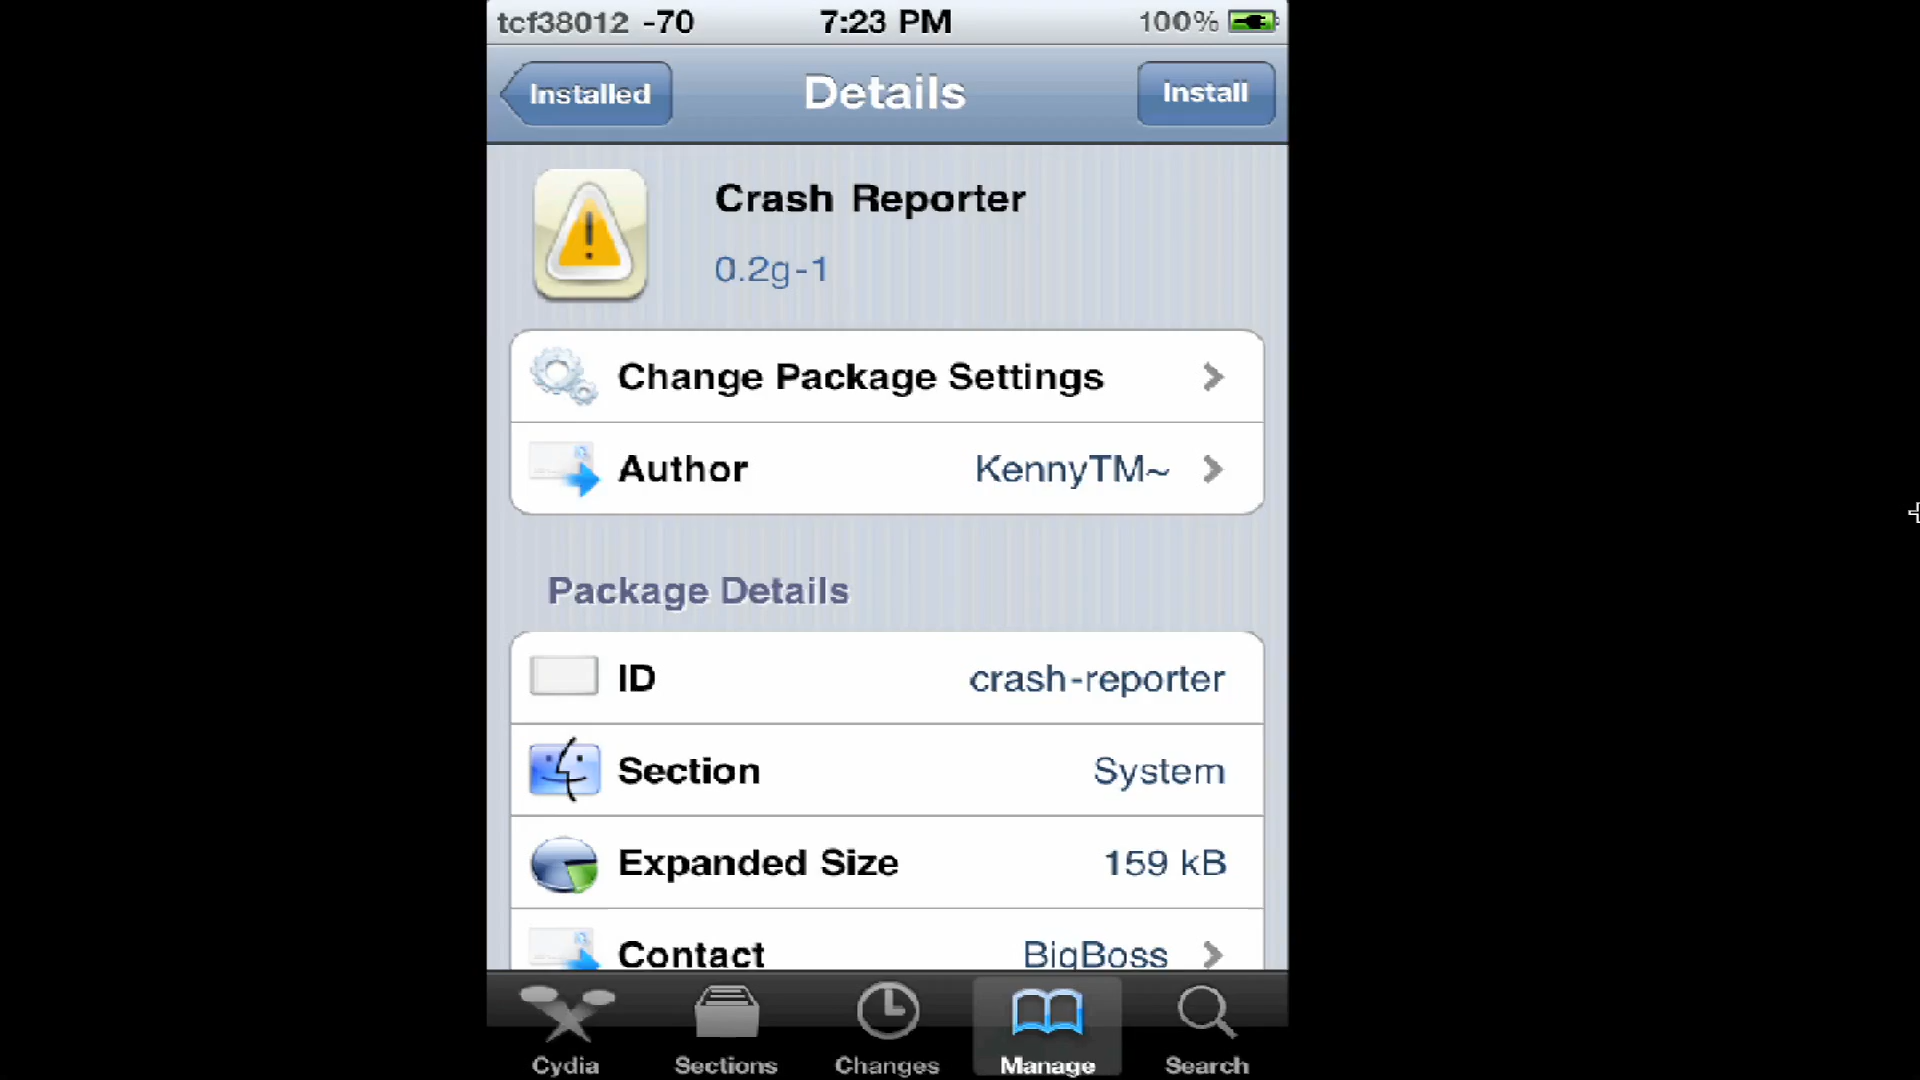 tcf38012 -70 7:23 PM 100%
Installed Details Install
Crash Reporter
0.2g-1
Change Package Settings
Author KennyTM~
Package Details
ID crash-reporter
Section System
Expanded Size 159 kB
Contact BigBoss
Cydia Sections Changes Manage Search